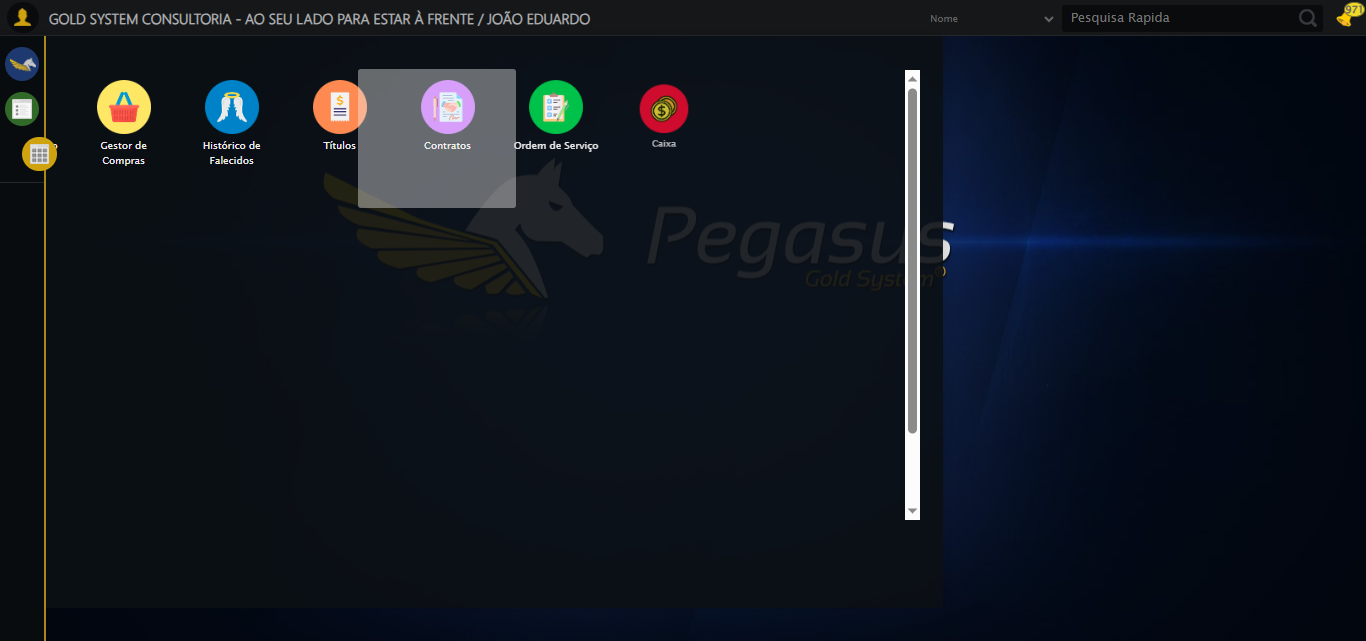 GOLD SYSTEM CONSULTORIA - AO SEU LADO PARA ESTAR À FRENTE / JOÃO EDUARDO
Nome
Pesquisa Rapida
971
Gestor de
Compras
Histórico de
Falecidos
Títulos
Contratos
Ordem de Serviço
Caixa
Pegasus
Gold System®